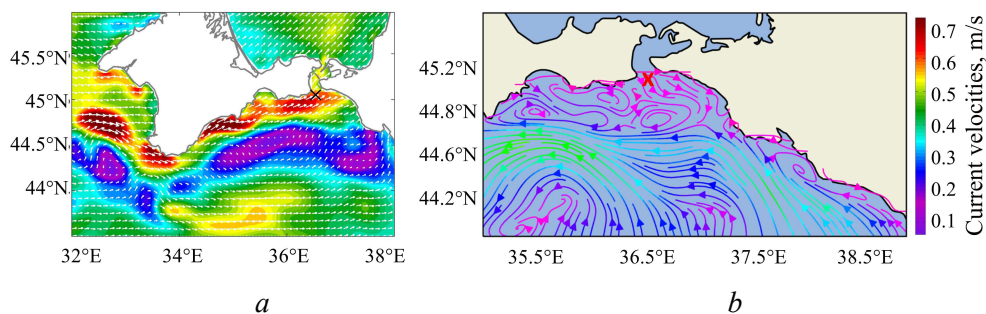 45.5°N
45°N
44.5°N
44°N
32°E 34°E 36°E 38°E
a
45.2°N
44.8°N
44.6°N
44.2°N
35.5°E 36.5°E 37.5°E 38.5°E
X
b
0.7
0.6
0.5
0.4
0.3
0.2
0.1
Current velocities, m/s